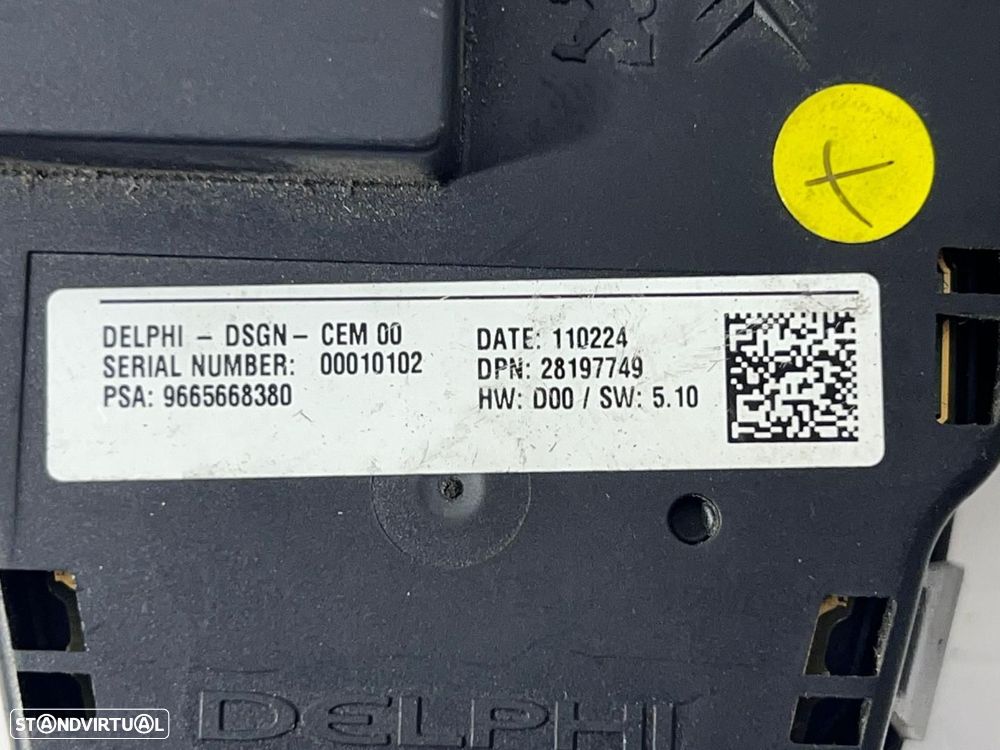 DELPHI - DSGN - CEM 00
SERIAL NUMBER: 00010102
PSA: 9665668380
DATE: 110224
DPN: 28197749
HW: D00 / SW: 5.10
DELPHI
STANDVIRTUAL